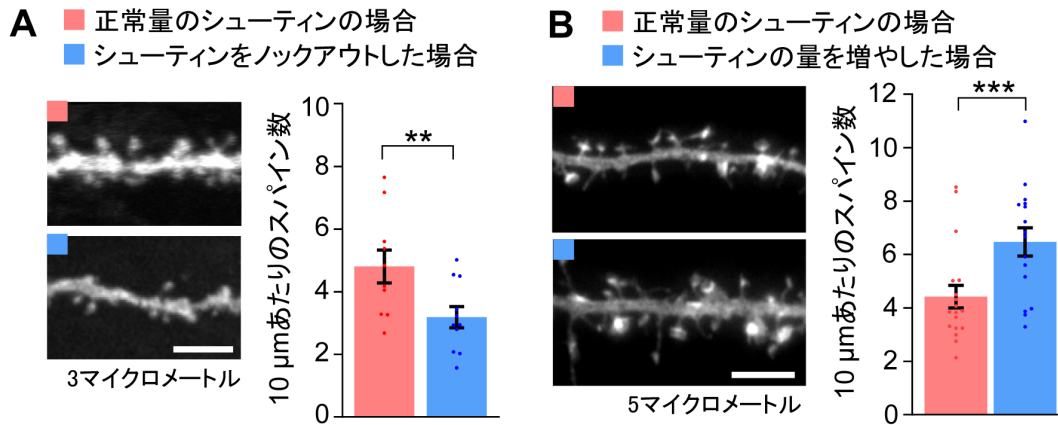 A
正常量のシューティンの場合
シューティンをノックアウトした場合
10 µmあたりのスパイン数
10
8
6
4
2
0
**
3マイクロメートル
B
正常量のシューティンの場合
シューティンの量を増やした場合
10 µmあたりのスパイン数
12
10
8
6
4
2
0
***
5マイクロメートル